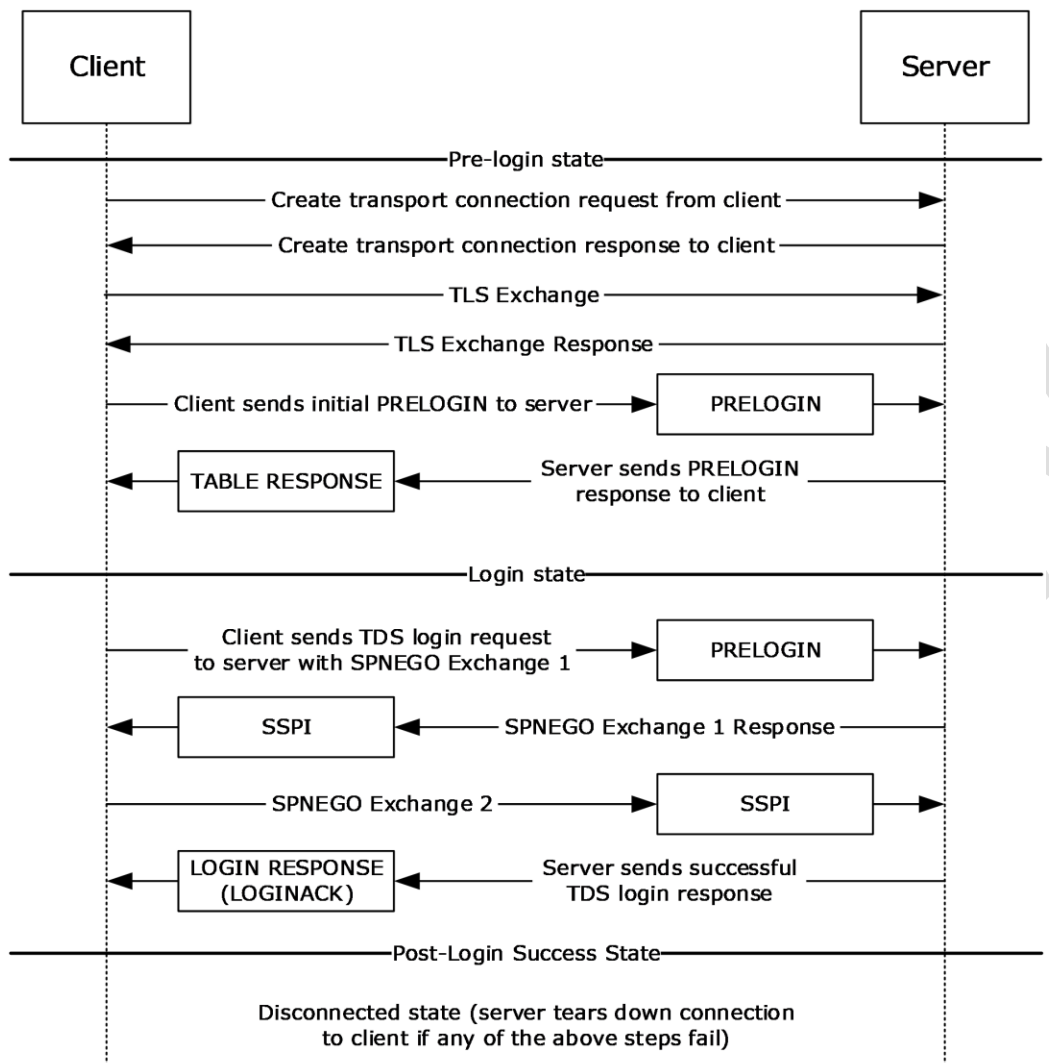 Client
Server
Pre-login state
Create transport connection request from client
Create transport connection response to client
TLS Exchange
TLS Exchange Response
Client sends initial PRELOGIN to server
PRELOGIN
TABLE RESPONSE
Server sends PRELOGIN
response to client
Login state
Client sends TDS login request
to server with SPNEGO Exchange 1
PRELOGIN
SSPI
SPNEGO Exchange 1 Response
SPNEGO Exchange 2
SSPI
LOGIN RESPONSE
(LOGINACK)
Server sends successful
TDS login response
Post-Login Success State
Disconnected state (server tears down connection
to client if any of the above steps fail)